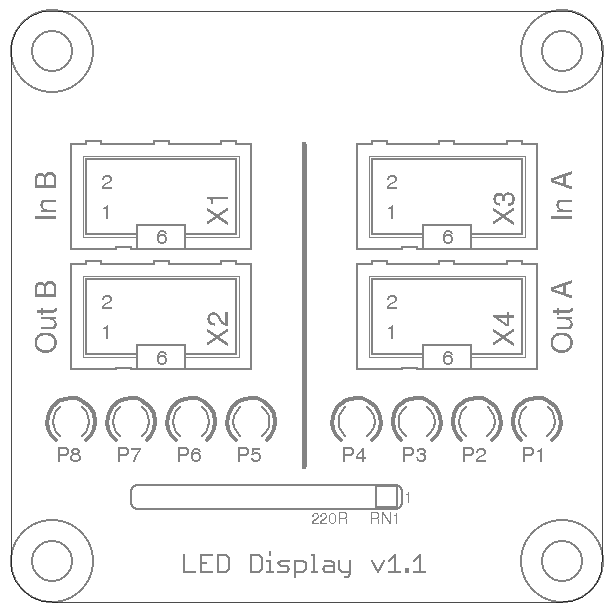 In B
2
1
X1
6
2
1
X3
6
In A
Out B
2
1
X2
6
2
1
X4
6
Out A
P8 P7 P6 P5 P4 P3 P2 P1
1
220R RN1
LED Display v1.1